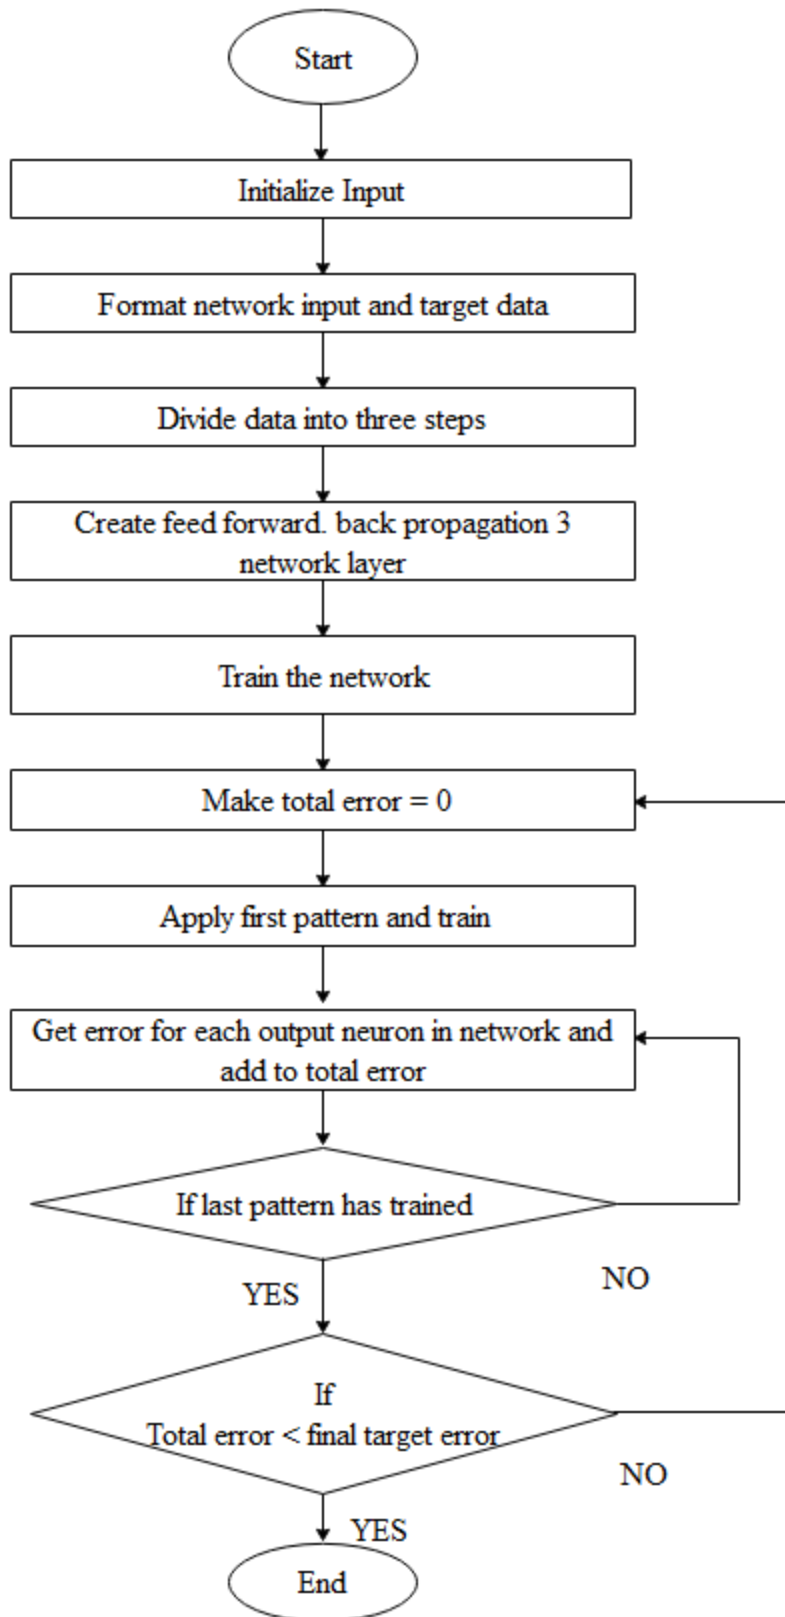 Start
Initialize Input
Format network input and target data
Divide data into three steps
Create feed forward. back propagation 3
network layer
Train the network
Make total error = 0
Apply first pattern and train
Get error for each output neuron in network and
add to total error
If last pattern has trained
NO
YES
If
Total error < final target error
NO
YES
End